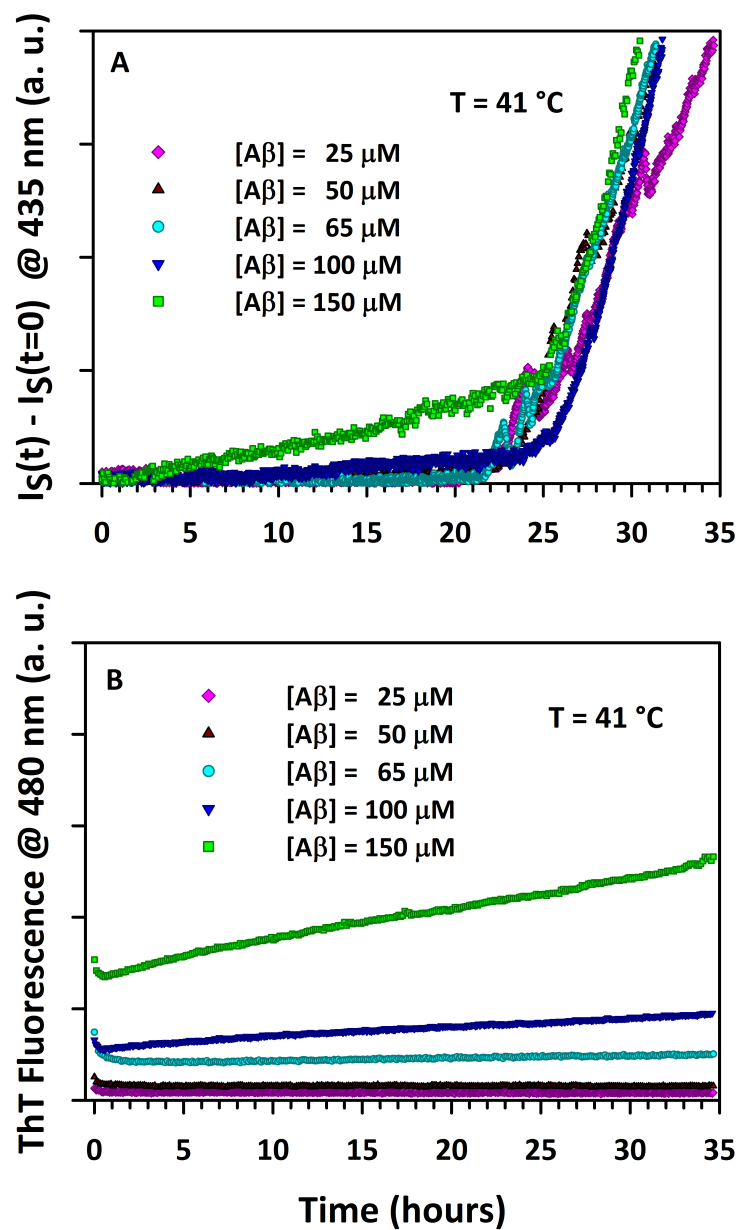 A
T = 41 °C
[Aβ] = 25 μM
[Aβ] = 50 μM
[Aβ] = 65 μM
[Aβ] = 100 μM
[Aβ] = 150 μM
I_S(t) - I_S(t=0) @ 435 nm (a. u.)
0 5 10 15 20 25 30 35
B
[Aβ] = 25 μM
T = 41 °C
[Aβ] = 50 μM
[Aβ] = 65 μM
[Aβ] = 100 μM
[Aβ] = 150 μM
ThT Fluorescence @ 480 nm (a. u.)
0 5 10 15 20 25 30 35
Time (hours)